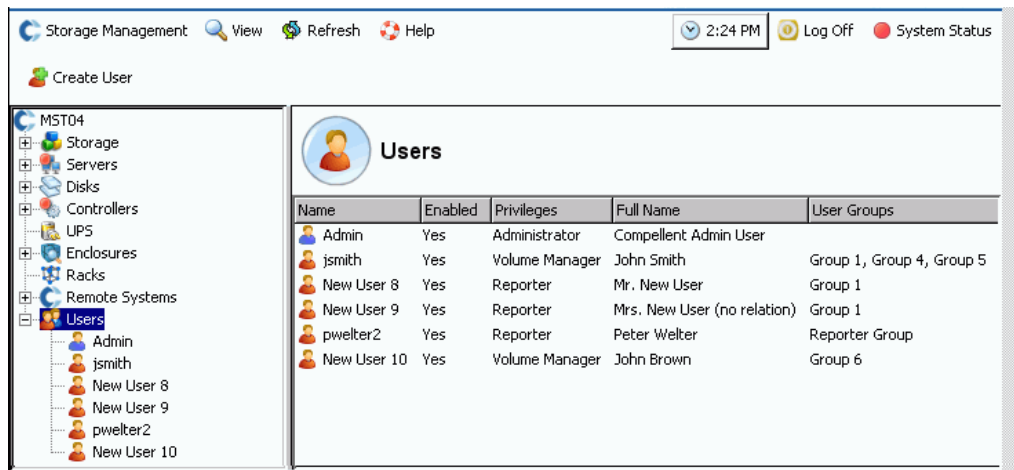 Storage Management View Refresh Help 2:24 PM Log Off System Status
Create User
MST04
Storage
Servers
Disks
Controllers
UPS
Enclosures
Racks
Remote Systems
Users
Admin
jsmith
New User 8
New User 9
pwelter2
New User 10
Users
Name Enabled Privileges Full Name User Groups
Admin Yes Administrator Compellent Admin User
jsmith Yes Volume Manager John Smith Group 1, Group 4, Group 5
New User 8 Yes Reporter Mr. New User Group 1
New User 9 Yes Reporter Mrs. New User (no relation) Group 1
pwelter2 Yes Reporter Peter Welter Reporter Group
New User 10 Yes Volume Manager John Brown Group 6